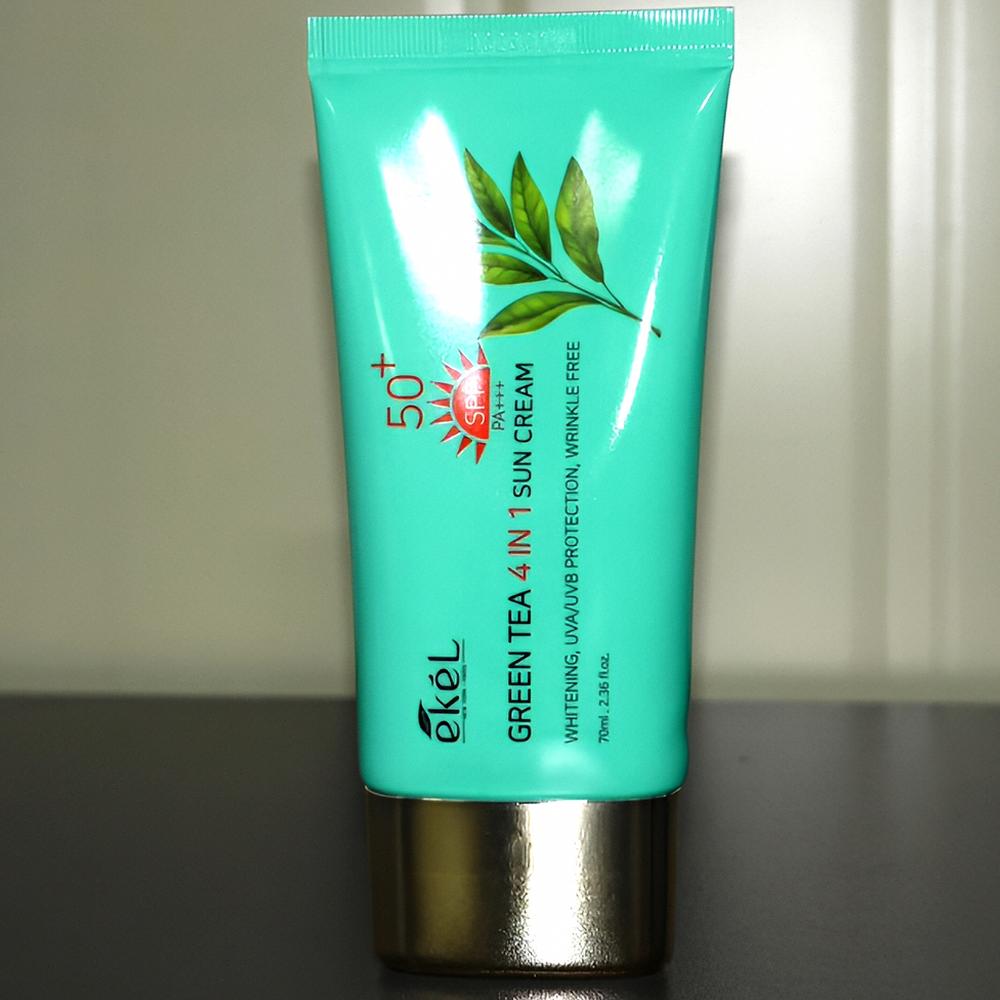 50+
SPF
PA+++
GREEN TEA 4 IN 1 SUN CREAM
WHITENING, UVA/UVB PROTECTION, WRINKLE FREE
70ml . 2.36 fl.oz.
ekéL